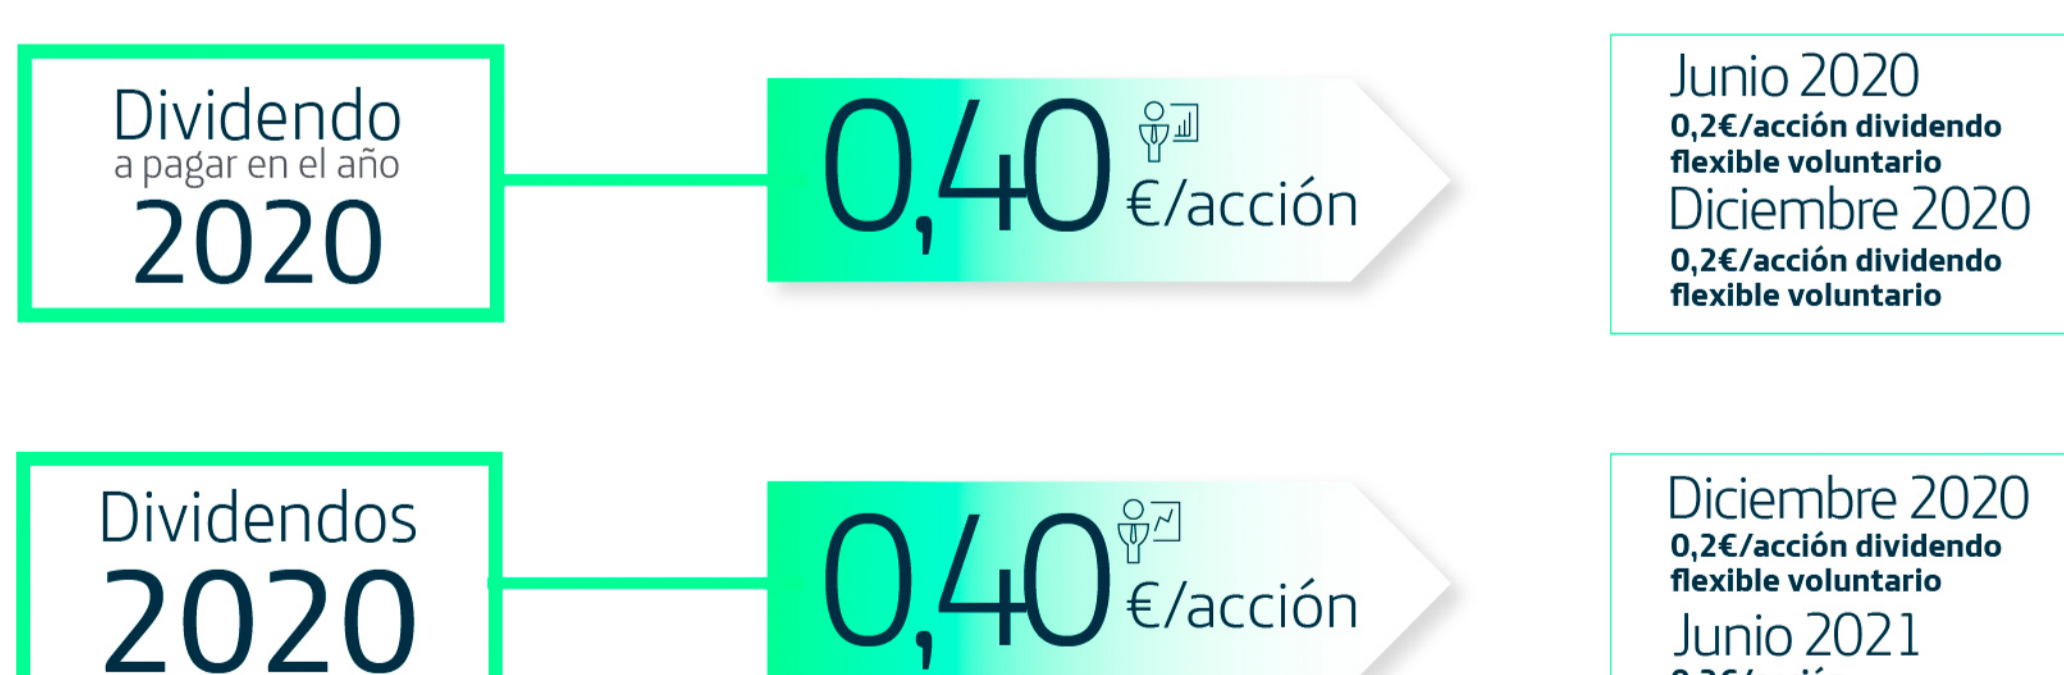 Dividendo
a pagar en el año
2020
0,40
€/acción
Junio 2020
0,2€/acción dividendo
flexible voluntario
Diciembre 2020
0,2€/acción dividendo
flexible voluntario
Dividendos
2020
0,40
€/acción
Diciembre 2020
0,2€/acción dividendo
flexible voluntario
Junio 2021